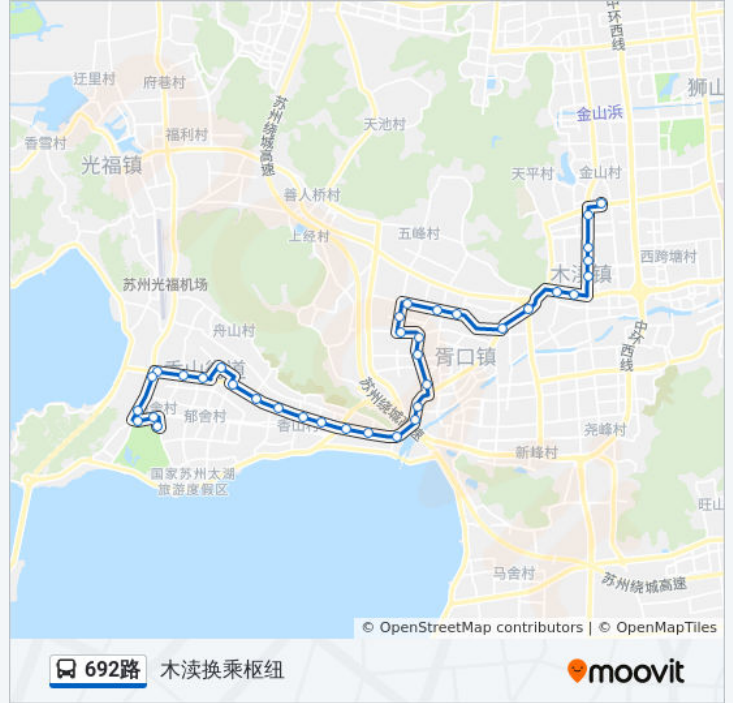 中环西线
迂里村
府巷村
苏州绕城高速
狮山
金山浜
香雪村
福利村
天池村
光福镇
天平村
金山村
善人桥村
上经村
五峰村
西跨塘村
木渎镇
苏州光福机场
中环西线
舟山村
胥口镇
香山街道
苏州绕城高速
舍村
郁舍村
香山村
尧峰村
新峰村
国家苏州太湖
旅游度假区
旺山
马舍村
苏州绕城高速
© OpenStreetMap contributors | © OpenMapTiles
692路 木渎换乘枢纽
moovit